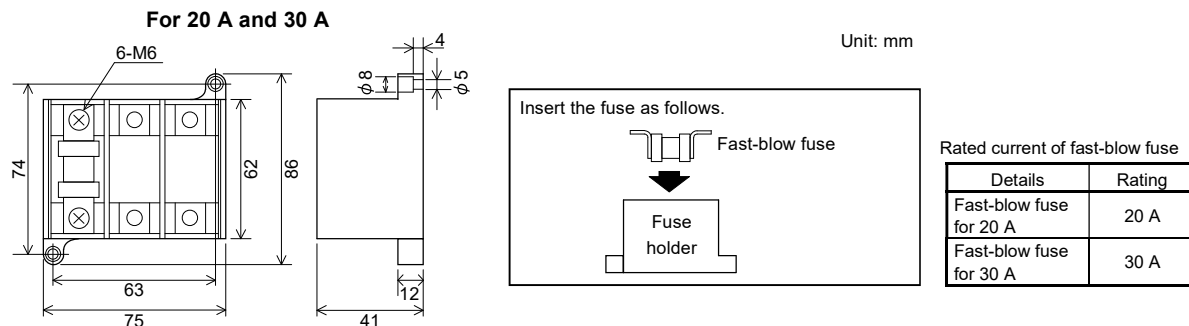 For 20 A and 30 A
6-M6
Unit: mm
4
φ8
φ5
74
62
86
63
75
12
41
Insert the fuse as follows.
Fast-blow fuse
Fuse
holder
Rated current of fast-blow fuse
Details Rating
Fast-blow fuse
for 20 A
20 A
Fast-blow fuse
for 30 A
30 A